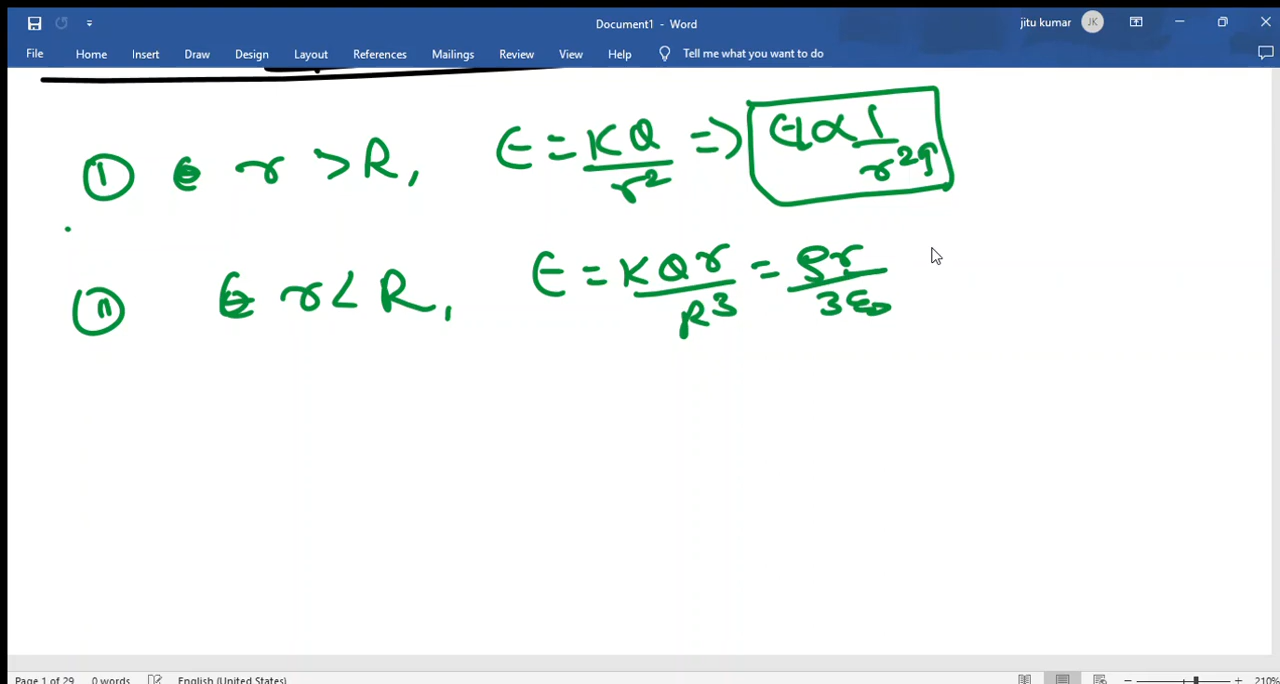 Document1 - Word
jitu kumar
JK
File Home Insert Draw Design Layout References Mailings Review View Help Tell me what you want to do
① r > R, E = KQ/r² => E↓ ∝ 1/r²↑
② r < R, E = KQr/R³ = ρr/3ε₀
Page 1 of 29 0 words English (United States) 210%